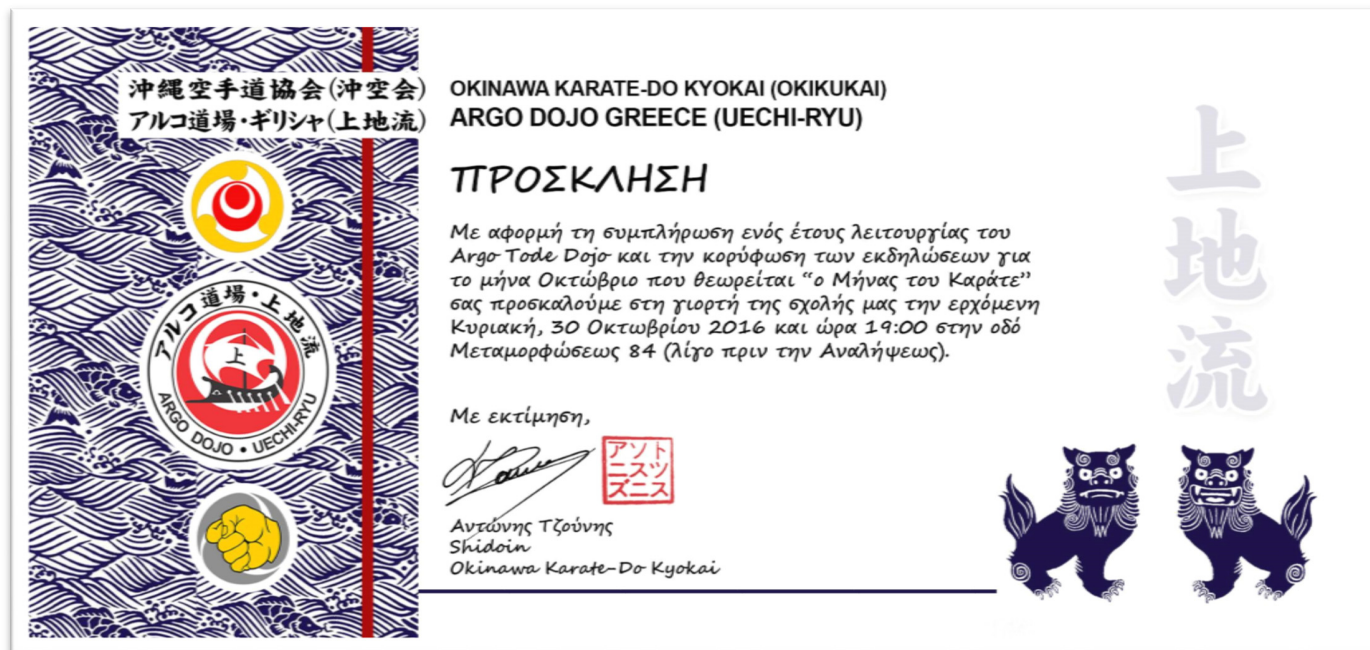 沖縄空手道協会(沖空会)
アルコ道場・ギリシャ(上地流)
OKINAWA KARATE-DO KYOKAI (OKIKUKAI)
ARGO DOJO GREECE (UECHI-RYU)
ΠΡΟΣΚΛΗΣΗ
Με αφορμή τη συμπλήρωση ενός έτους λειτουργίας του
Argo Tode Dojo και την κορύφωση των εκδηλώσεων για
το μήνα Οκτώβριο που θεωρείται “ο Μήνας του Καράτε”
σας προσκαλούμε στη γιορτή της σχολής μας την ερχόμενη
Κυριακή, 30 Οκτωβρίου 2016 και ώρα 19:00 στην οδό
Μεταμορφώσεως 84 (λίγο πριν την Αναλήψεως).
Με εκτίμηση,
アソト
ニスツ
ズニス
Αντώνης Τζούνης
Shidoin
Okinawa Karate-Do Kyokai
アルコ道場・上地流
上
ARGO DOJO • UECHI-RYU
上地流